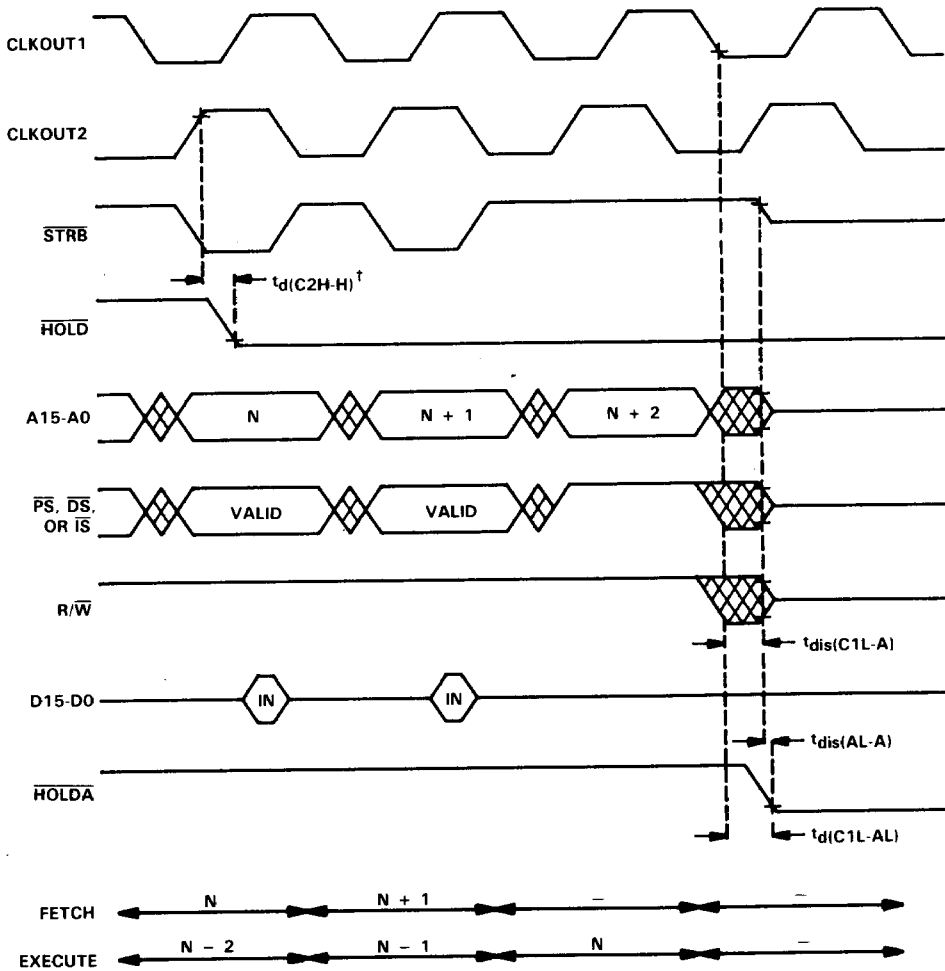 CLKOUT1
CLKOUT2
STRB
td(C2H-H)†
HOLD
A15-A0 N N + 1 N + 2
PS, DS,
OR IS VALID VALID
R/W
tdis(C1L-A)
D15-D0 IN IN
tdis(AL-A)
HOLDA
td(C1L-AL)
FETCH N N + 1 – –
EXECUTE N – 2 N – 1 N –